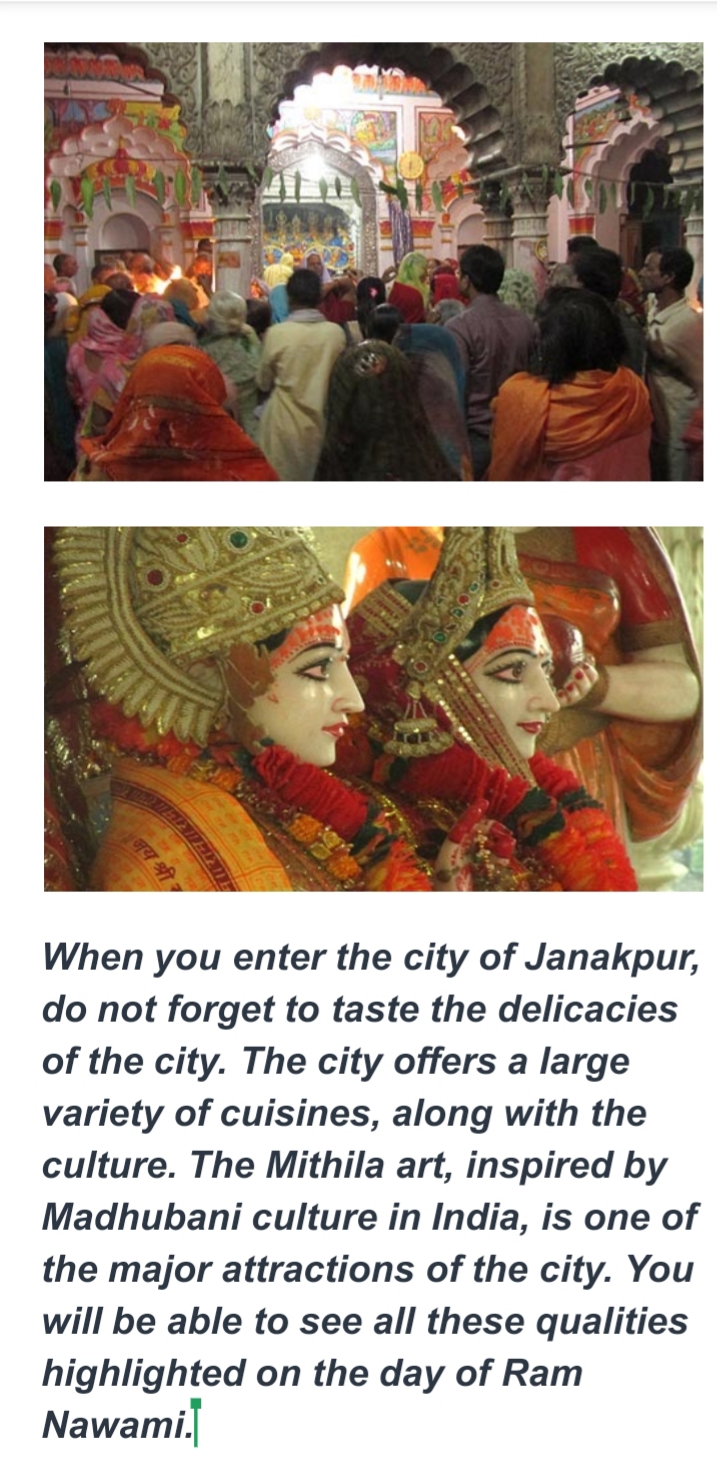 जय श्री
When you enter the city of Janakpur,
do not forget to taste the delicacies
of the city. The city offers a large
variety of cuisines, along with the
culture. The Mithila art, inspired by
Madhubani culture in India, is one of
the major attractions of the city. You
will be able to see all these qualities
highlighted on the day of Ram
Nawami.